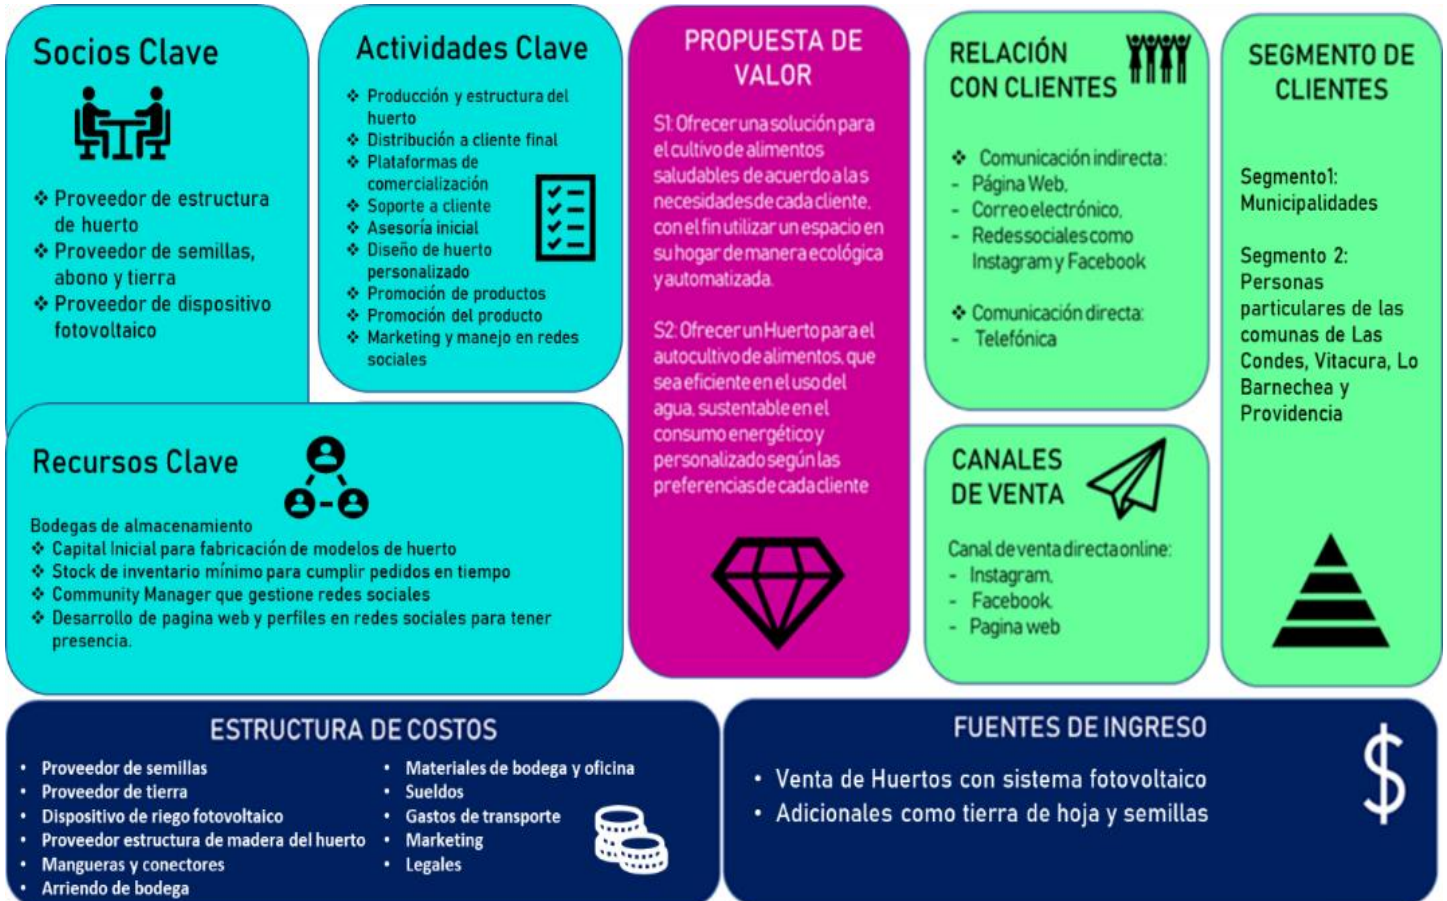 Socios Clave
❖ Proveedor de estructura
de huerto
❖ Proveedor de semillas,
abono y tierra
❖ Proveedor de dispositivo
fotovoltaico
Actividades Clave
❖ Producción y estructura del
huerto
❖ Distribución a cliente final
❖ Plataformas de
comercialización
❖ Soporte a cliente
❖ Asesoría inicial
❖ Diseño de huerto
personalizado
❖ Promoción de productos
❖ Promoción del producto
❖ Marketing y manejo en redes
sociales
Recursos Clave
Bodegas de almacenamiento
❖ Capital Inicial para fabricación de modelos de huerto
❖ Stock de inventario mínimo para cumplir pedidos en tiempo
❖ Community Manager que gestione redes sociales
❖ Desarrollo de pagina web y perfiles en redes sociales para tener
presencia.
PROPUESTA DE
VALOR
S1: Ofrecer una solución para
el cultivo de alimentos
saludables de acuerdo a las
necesidades de cada cliente,
con el fin utilizar un espacio en
su hogar de manera ecológica
y automatizada.
S2: Ofrecer un Huerto para el
autocultivo de alimentos, que
sea eficiente en el uso del
agua, sustentable en el
consumo energético y
personalizado según las
preferencias de cada cliente
RELACIÓN
CON CLIENTES
❖ Comunicación indirecta:
- Página Web,
- Correo electrónico,
- Redes sociales como
Instagram y Facebook
❖ Comunicación directa:
- Telefónica
CANALES
DE VENTA
Canal de venta directa online:
- Instagram,
- Facebook,
- Pagina web
SEGMENTO DE
CLIENTES
Segmento1:
Municipalidades
Segmento 2:
Personas
particulares de las
comunas de Las
Condes, Vitacura, Lo
Barnechea y
Providencia
ESTRUCTURA DE COSTOS
• Proveedor de semillas
• Proveedor de tierra
• Dispositivo de riego fotovoltaico
• Proveedor estructura de madera del huerto
• Mangueras y conectores
• Arriendo de bodega
• Materiales de bodega y oficina
• Sueldos
• Gastos de transporte
• Marketing
• Legales
FUENTES DE INGRESO
• Venta de Huertos con sistema fotovoltaico
• Adicionales como tierra de hoja y semillas
$